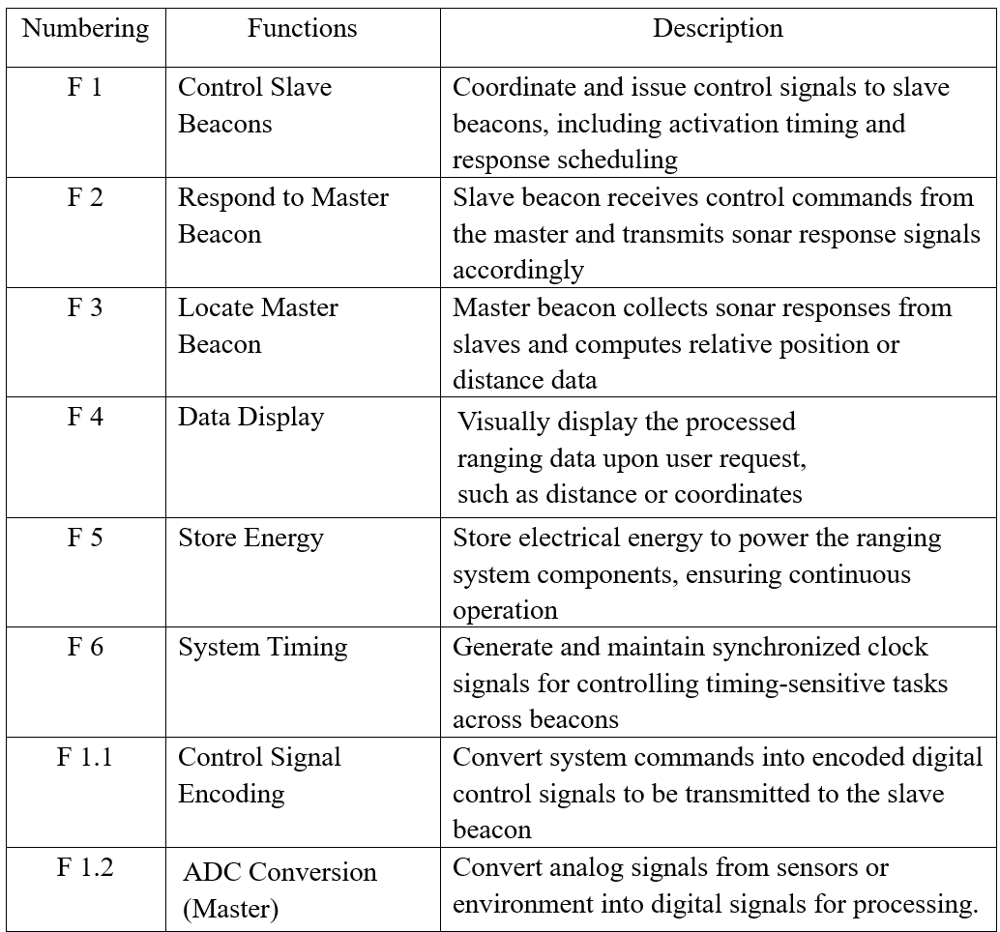 Numbering Functions Description
F 1 Control Slave Coordinate and issue control signals to slave
Beacons beacons, including activation timing and
response scheduling
F 2 Respond to Master Slave beacon receives control commands from
Beacon the master and transmits sonar response signals
accordingly
F 3 Locate Master Master beacon collects sonar responses from
Beacon slaves and computes relative position or
distance data
F 4 Data Display Visually display the processed
ranging data upon user request,
such as distance or coordinates
F 5 Store Energy Store electrical energy to power the ranging
system components, ensuring continuous
operation
F 6 System Timing Generate and maintain synchronized clock
signals for controlling timing-sensitive tasks
across beacons
F 1.1 Control Signal Convert system commands into encoded digital
Encoding control signals to be transmitted to the slave
beacon
F 1.2 ADC Conversion Convert analog signals from sensors or
(Master) environment into digital signals for processing.